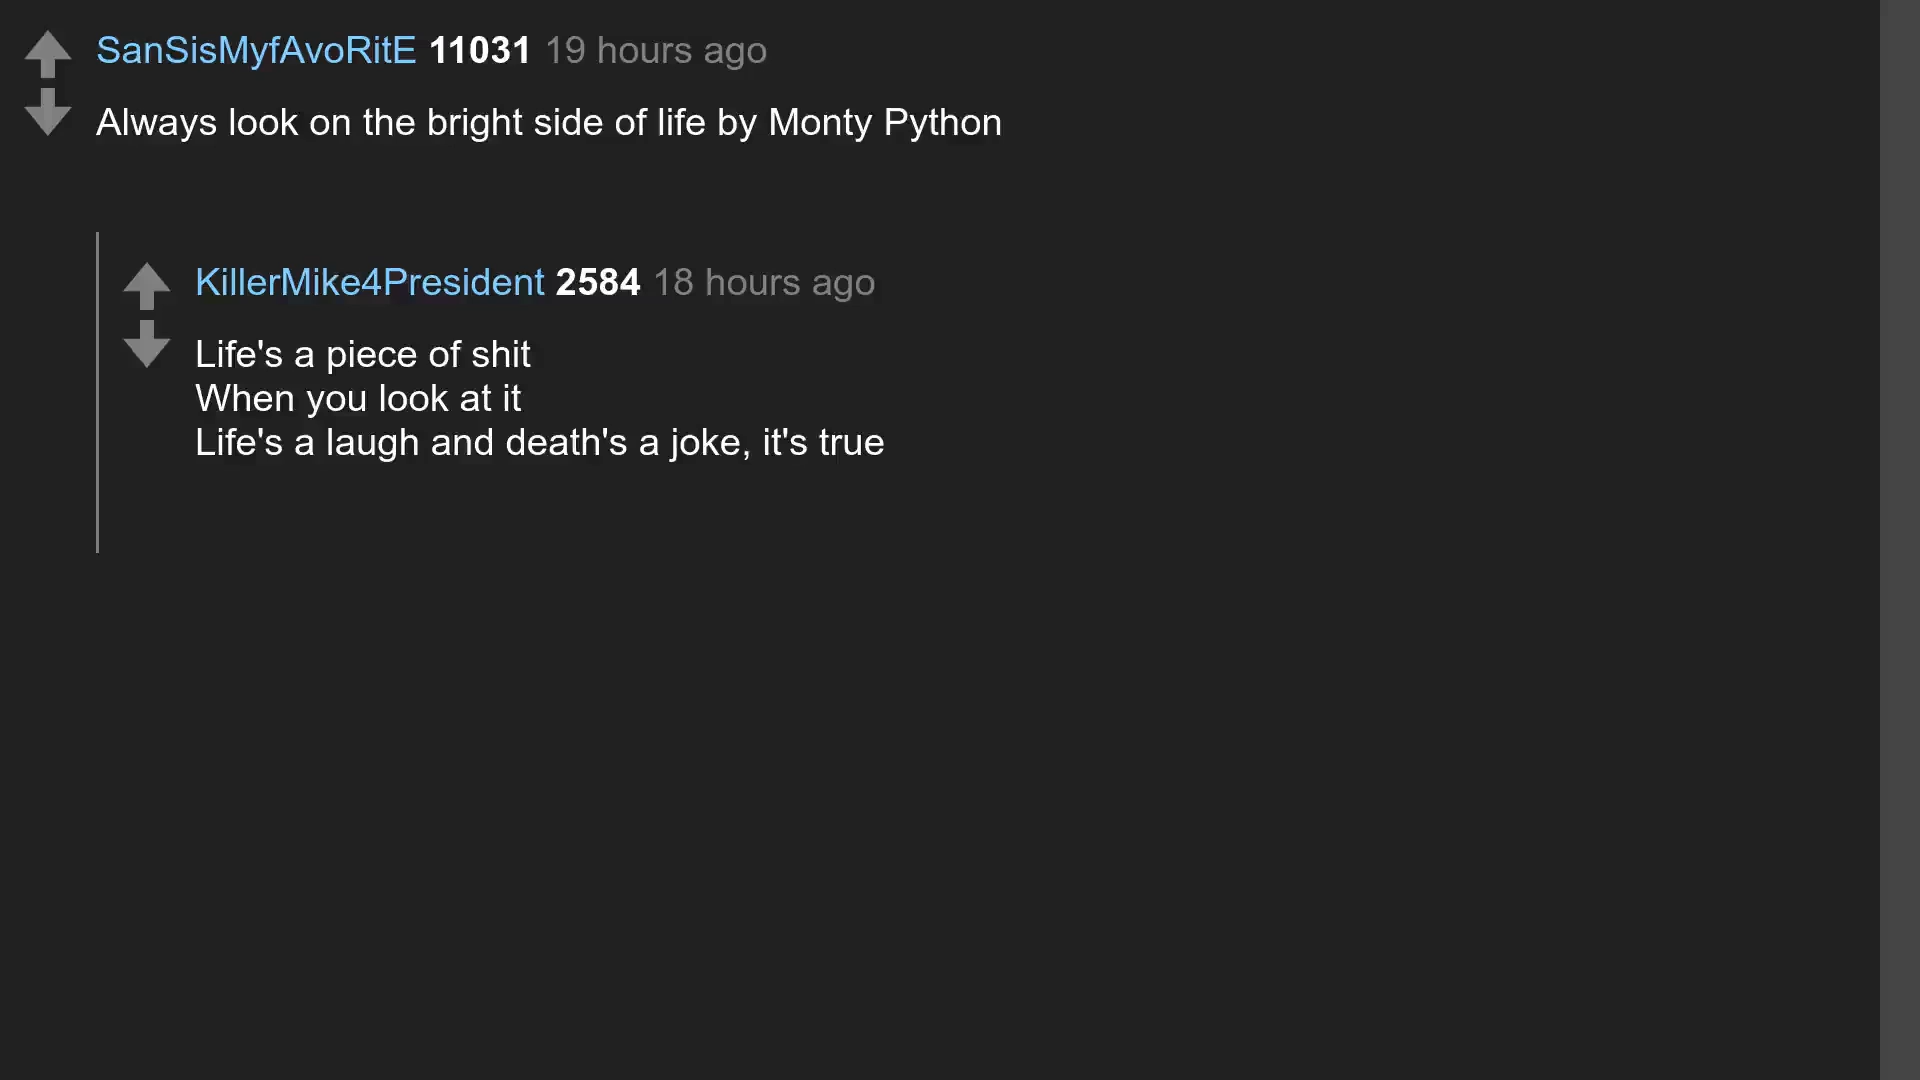 SanSisMyfAvoRitE 11031 19 hours ago
Always look on the bright side of life by Monty Python
KillerMike4President 2584 18 hours ago
Life's a piece of shit
When you look at it
Life's a laugh and death's a joke, it's true